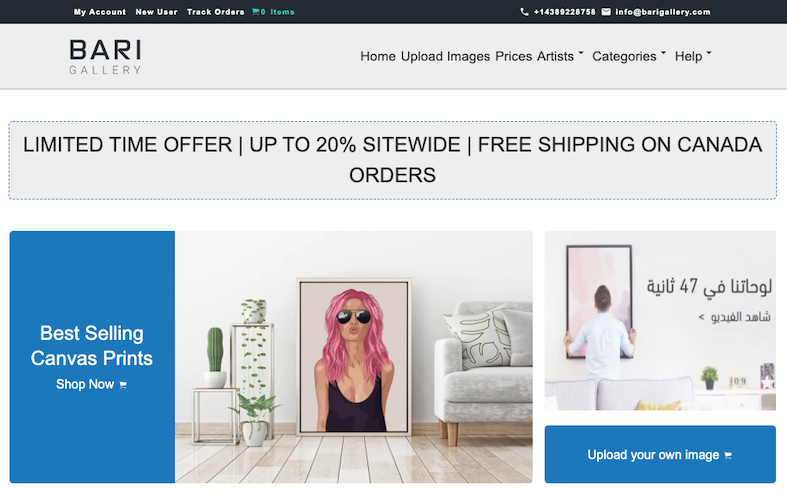 My Account New User Track Orders 0 Items
+14389228758 info@barigallery.com
BARI
GALLERY
Home Upload Images Prices Artists Categories Help
LIMITED TIME OFFER | UP TO 20% SITEWIDE | FREE SHIPPING ON CANADA
ORDERS
Best Selling
Canvas Prints
Shop Now
لوحاتنا في 47 ثانية
شاهد الفيديو >
109
Upload your own image